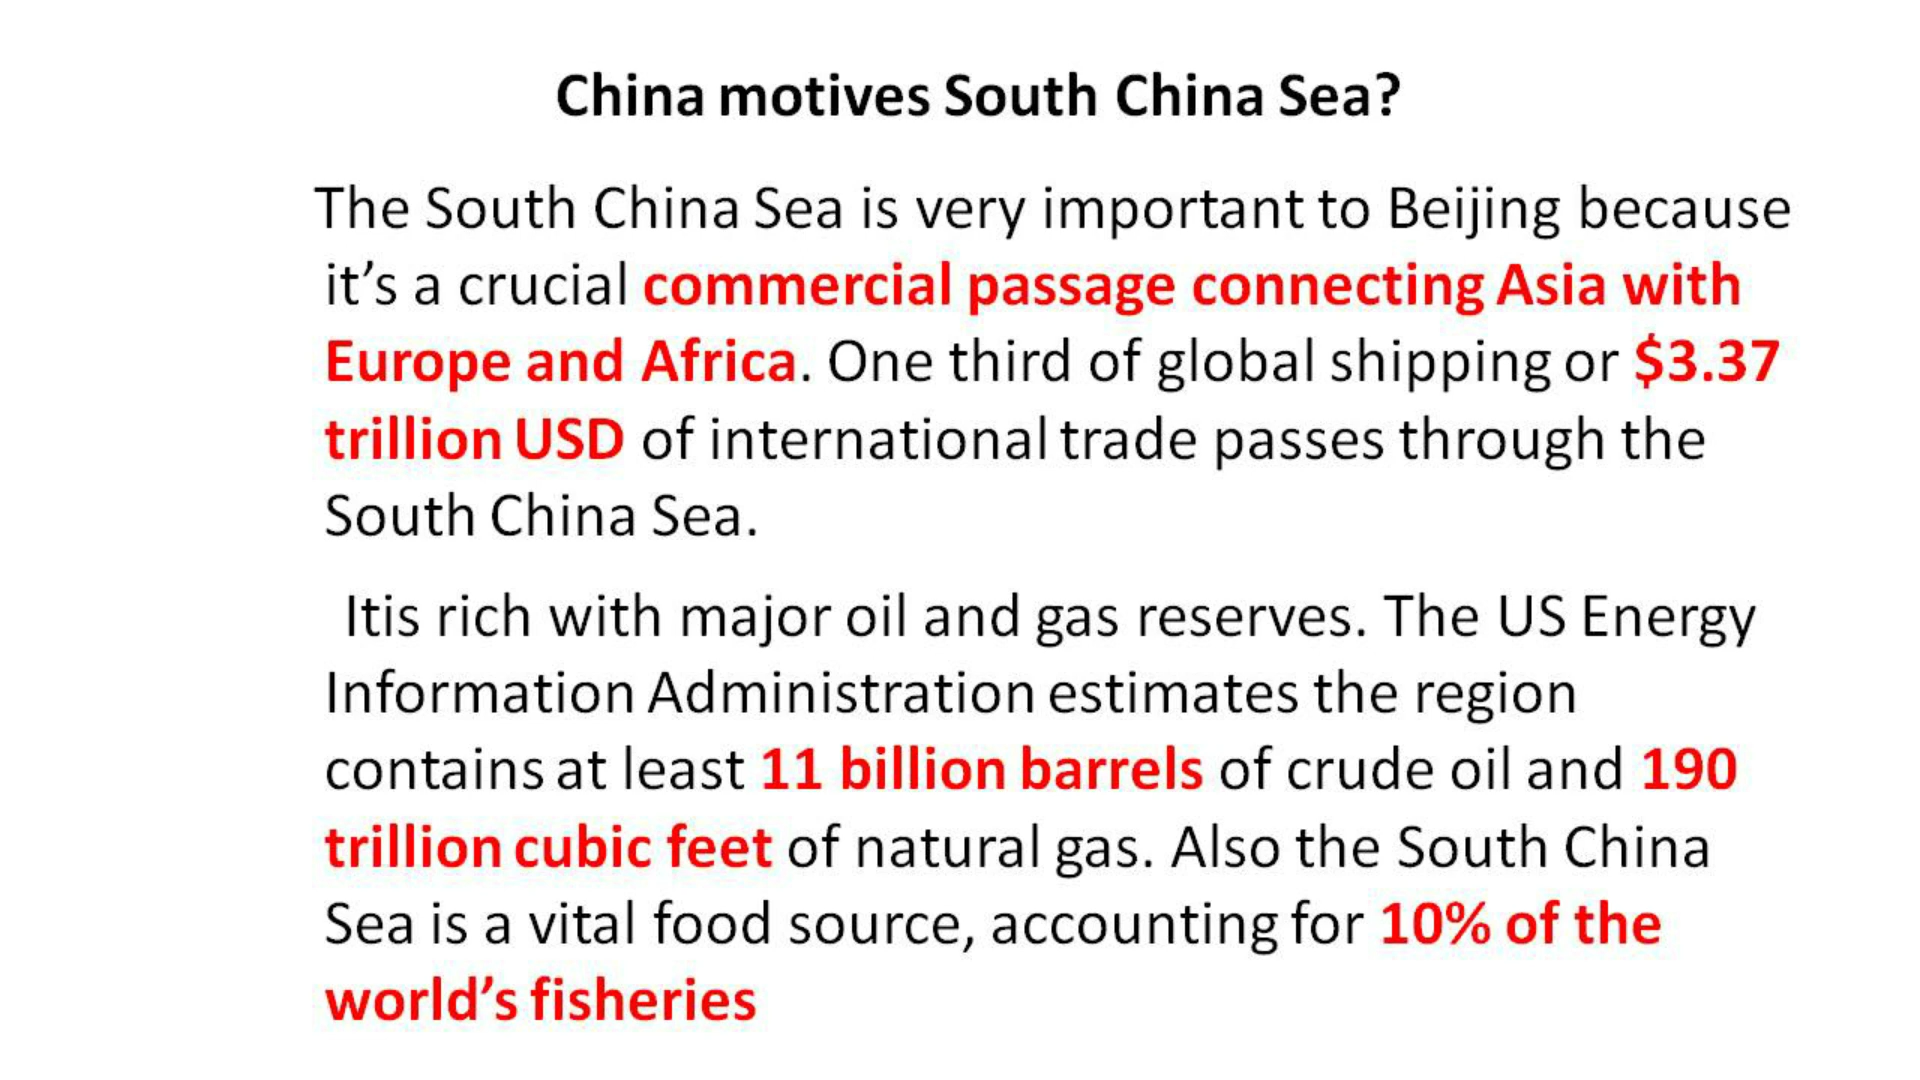 China motives South China Sea?
The South China Sea is very important to Beijing because
it’s a crucial commercial passage connecting Asia with
Europe and Africa. One third of global shipping or $3.37
trillion USD of international trade passes through the
South China Sea.
Itis rich with major oil and gas reserves. The US Energy
Information Administration estimates the region
contains at least 11 billion barrels of crude oil and 190
trillion cubic feet of natural gas. Also the South China
Sea is a vital food source, accounting for 10% of the
world’s fisheries